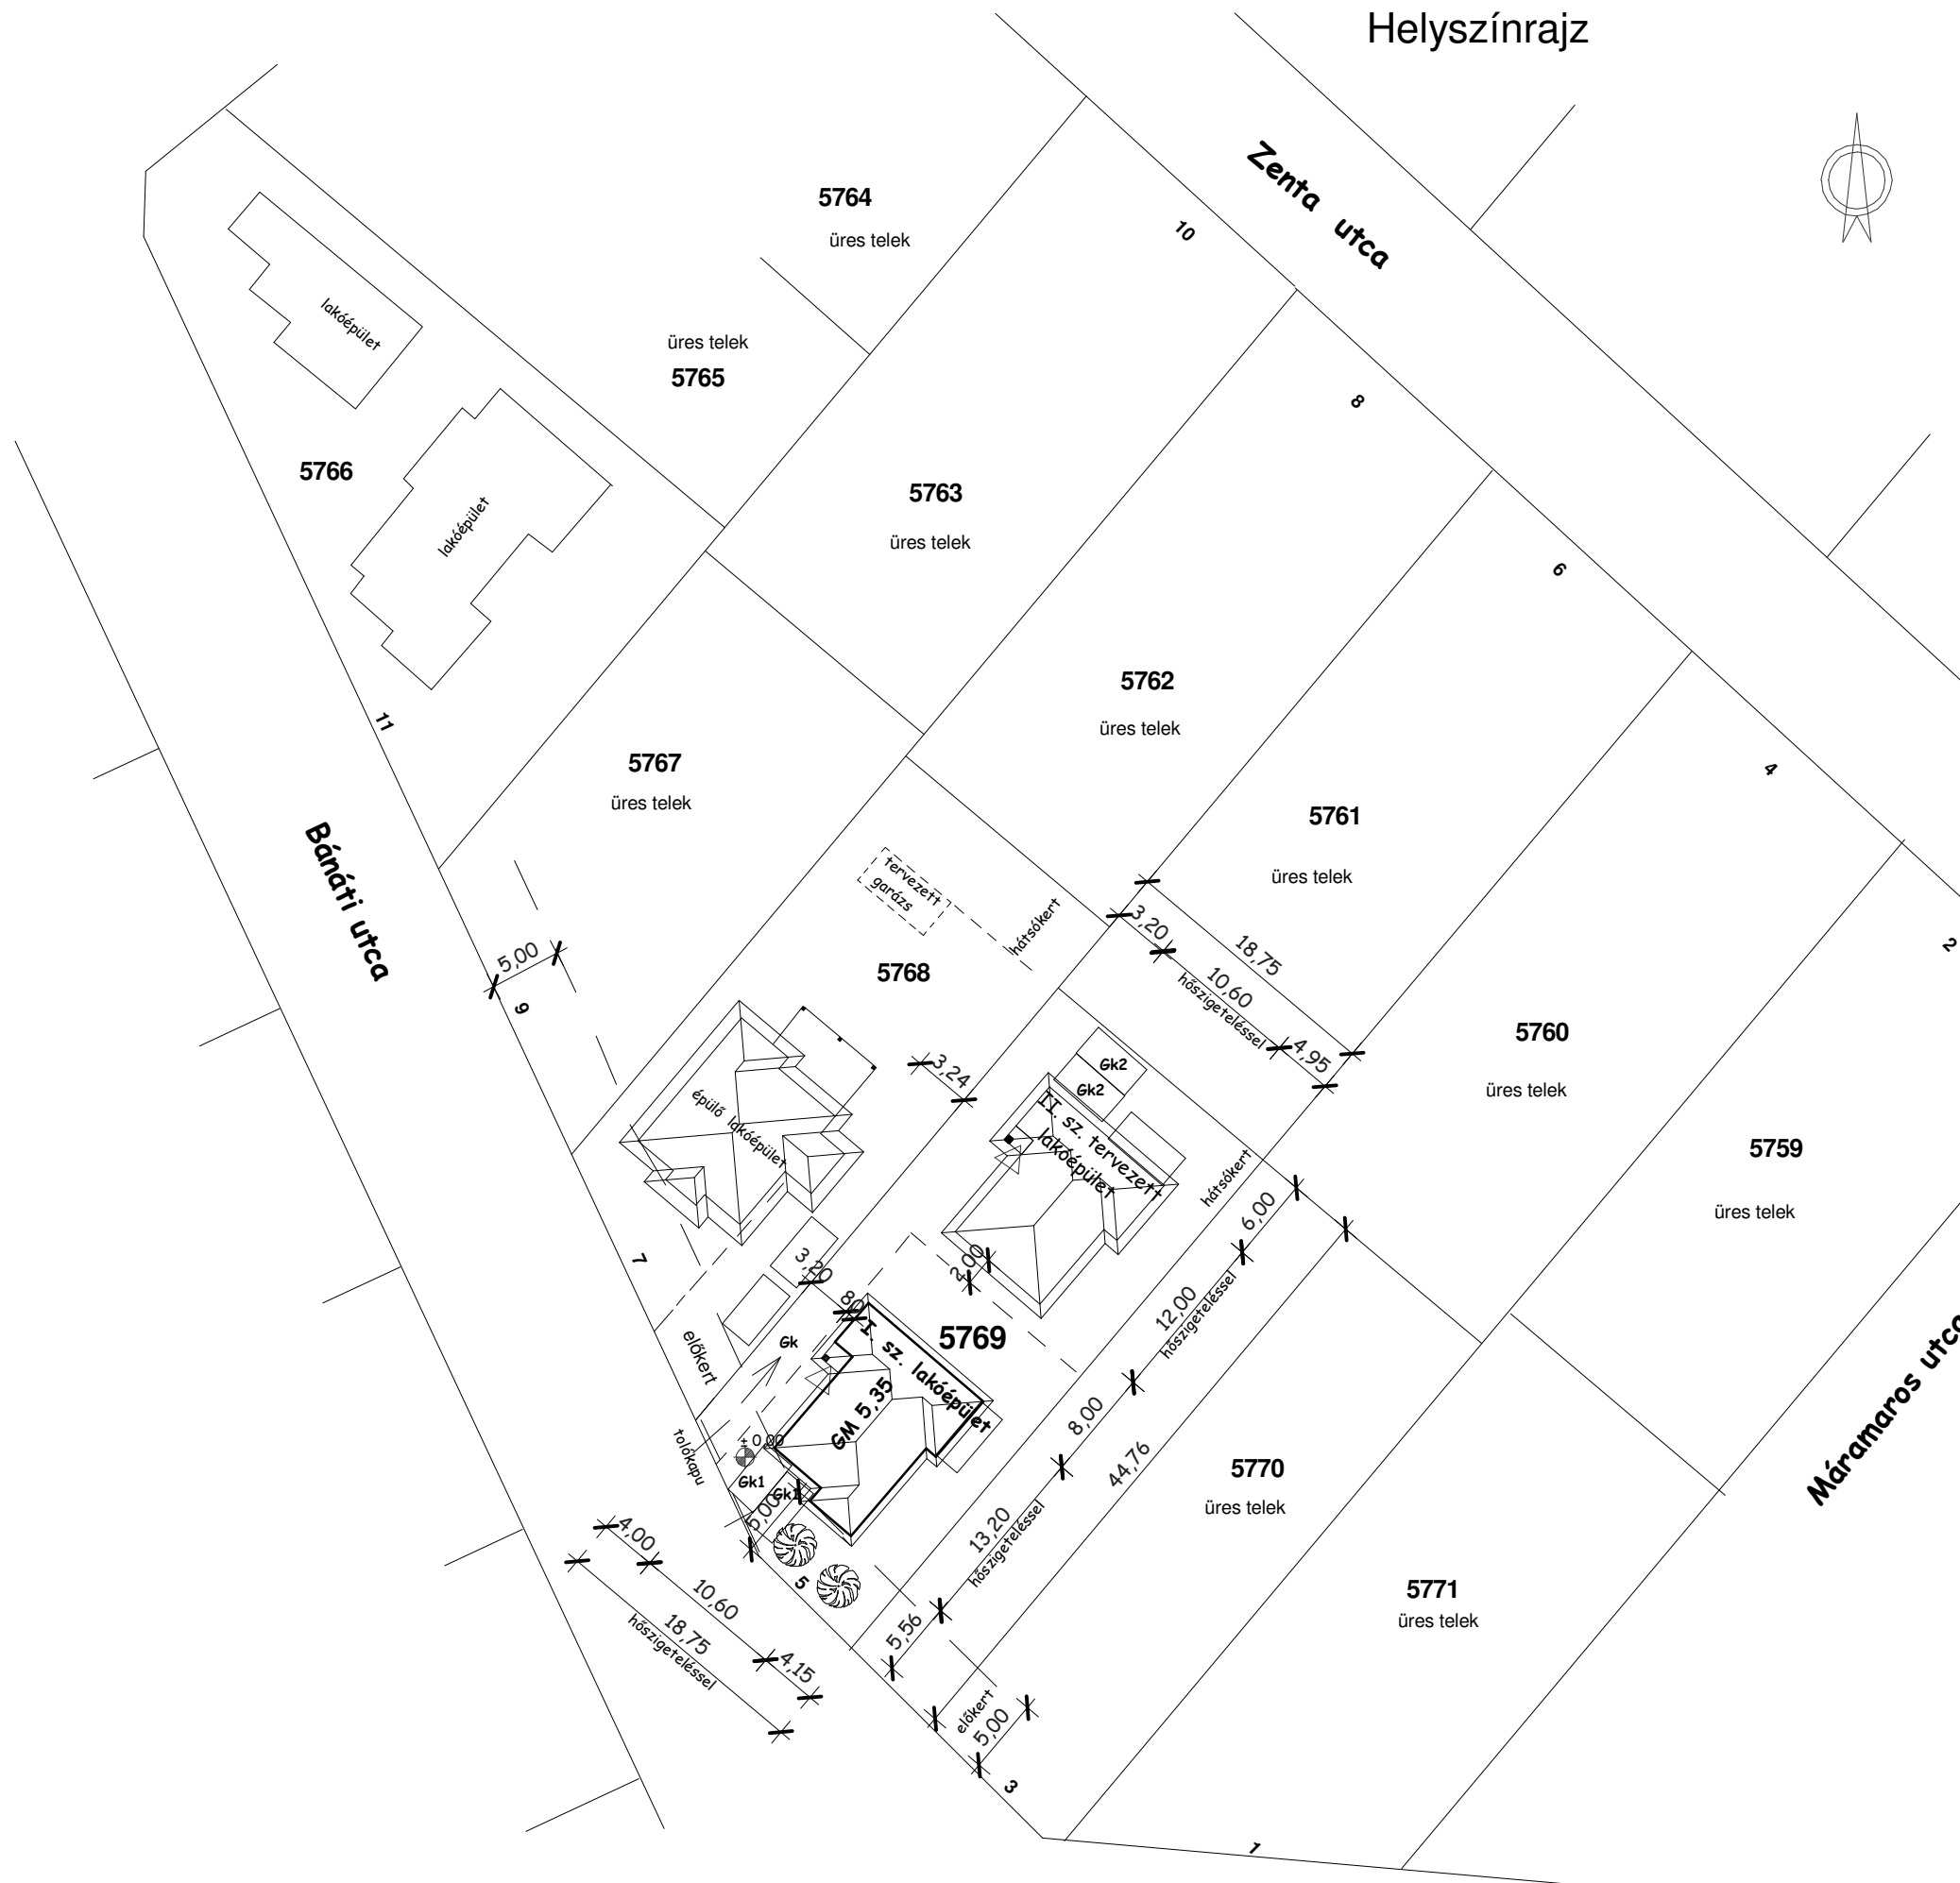 Helyszínrajz
Zenta utca
5764
üres telek
10
üres telek
5765
lakóépület
8
5766
lakóépület
5763
üres telek
6
5762
üres telek
11
5767
üres telek
4
5761
üres telek
2
Bánáti utca
tervezett
garázs
hátsókert
5768
3,20
18,75
10,60
hőszigeteléssel
4,95
5,00
9
5760
üres telek
3,24
Gk2
Gk2
épülő lakóépület
II. sz. tervezett
lakóépület
hátsókert
5759
üres telek
6,00
7
3,20
80
2,00
12,00
hőszigeteléssel
5769
előkert
Gk
I. sz. lakóépület
GM 5,35
8,00
44,76
Máramaros utca
tolókapu
± 0,00
Gk1
Gk1
5,00
5770
üres telek
13,20
hőszigeteléssel
4,00
10,60
18,75
hőszigeteléssel
4,15
5
5,56
5771
üres telek
előkert
5,00
3
1